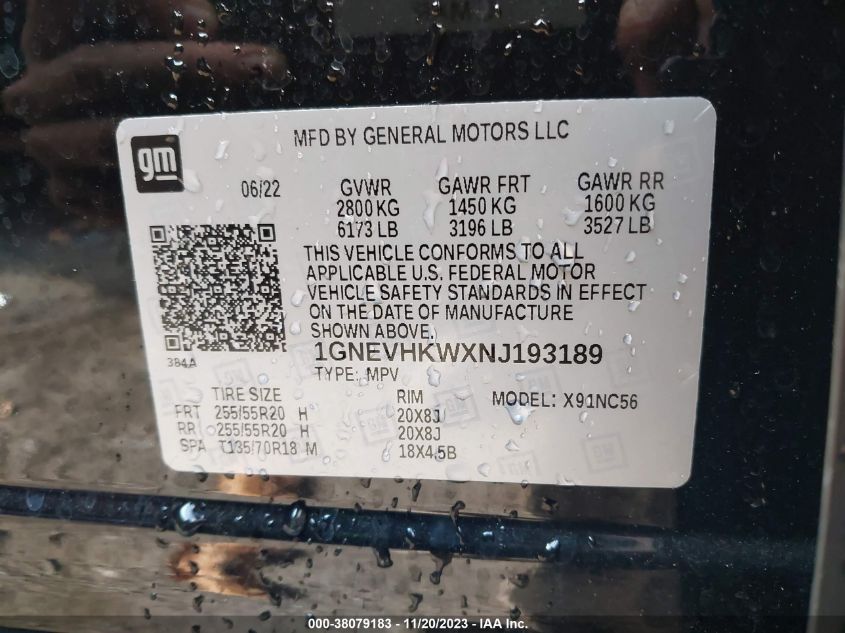 MFD BY GENERAL MOTORS LLC
gm
06/22 GVWR GAWR FRT GAWR RR
2800 KG 1450 KG 1600 KG
6173 LB 3196 LB 3527 LB
THIS VEHICLE CONFORMS TO ALL
APPLICABLE U.S. FEDERAL MOTOR
VEHICLE SAFETY STANDARDS IN EFFECT
ON THE DATE OF MANUFACTURE
SHOWN ABOVE.
384A
1GNEVHKWXNJ193189
TYPE: MPV
TIRE SIZE RIM MODEL: X91NC56
FRT 255/55R20 H 20X8J
RR 255/55R20 H 20X8J
SPA T135/70R18 M 18X4.5B
000-38079183 - 11/20/2023 - IAA Inc.